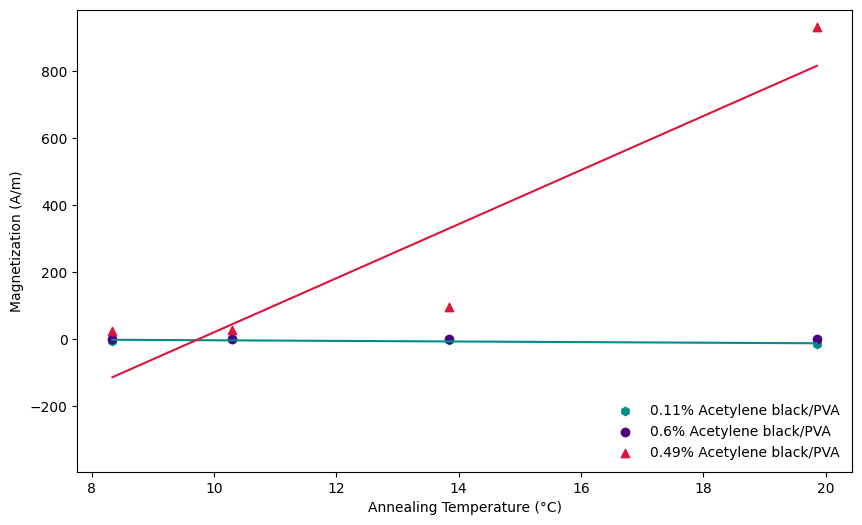 800
600
400
200
0
−200
Magnetization (A/m)
8
10
12
14
16
18
20
Annealing Temperature (°C)
0.11% Acetylene black/PVA
0.6% Acetylene black/PVA
0.49% Acetylene black/PVA